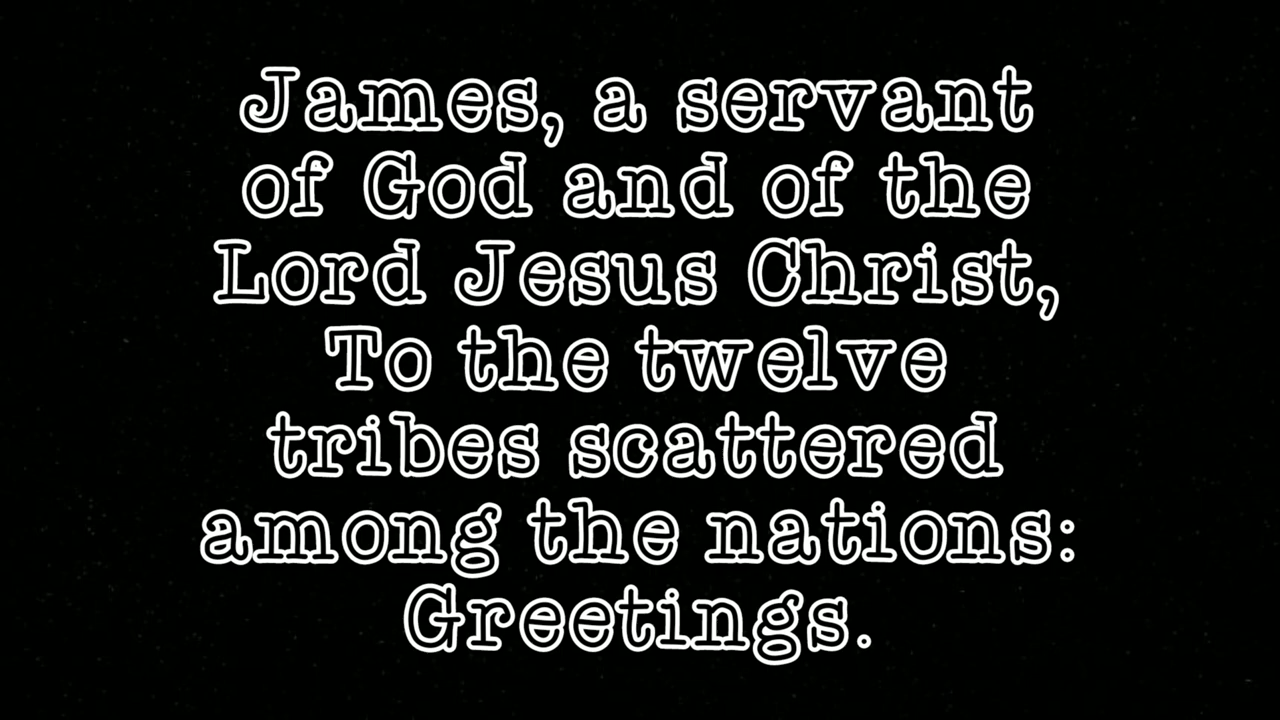 James, a servant
of God and of the
Lord Jesus Christ,
To the twelve
tribes scattered
among the nations:
Greetings.